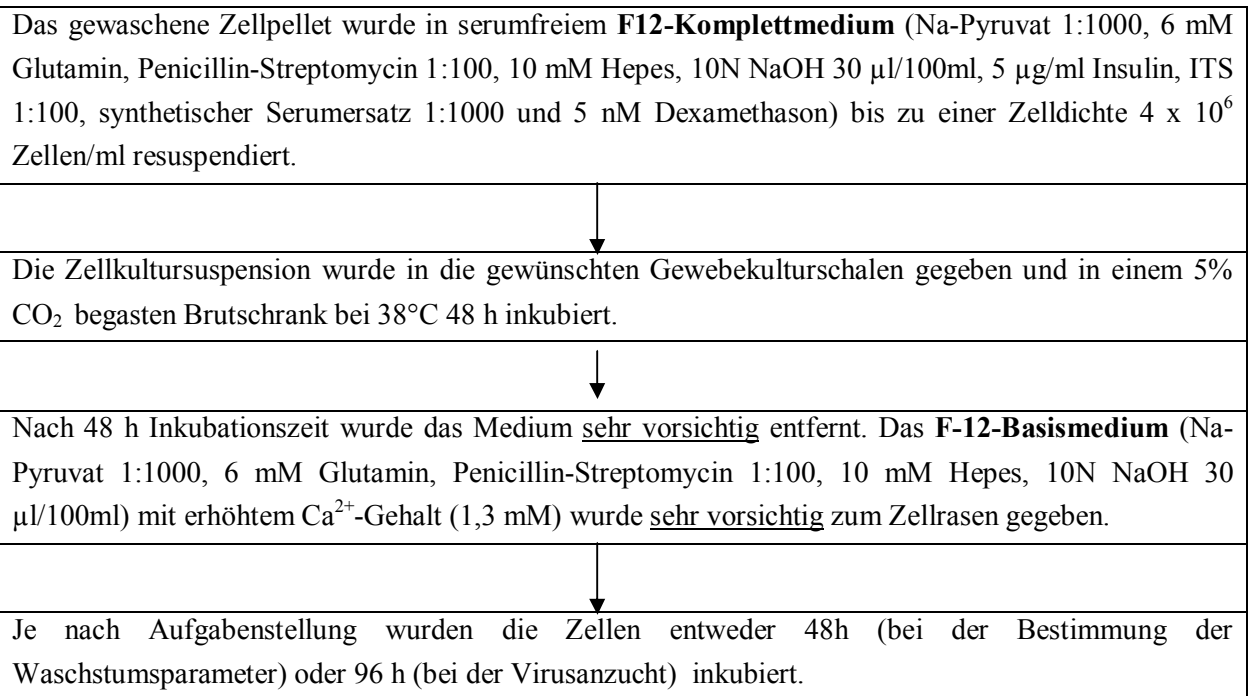 Das gewaschene Zellpellet wurde in serumfreiem F12-Komplettmedium (Na-Pyruvat 1:1000, 6 mM
Glutamin, Penicillin-Streptomycin 1:100, 10 mM Hepes, 10N NaOH 30 µl/100ml, 5 µg/ml Insulin, ITS
1:100, synthetischer Serumersatz 1:1000 und 5 nM Dexamethason) bis zu einer Zelldichte 4 x 10⁶
Zellen/ml resuspendiert.
Die Zellkultursuspension wurde in die gewünschten Gewebekulturschalen gegeben und in einem 5%
CO₂ begasten Brutschrank bei 38°C 48 h inkubiert.
Nach 48 h Inkubationszeit wurde das Medium sehr vorsichtig entfernt. Das F-12-Basismedium (Na-
Pyruvat 1:1000, 6 mM Glutamin, Penicillin-Streptomycin 1:100, 10 mM Hepes, 10N NaOH 30
µl/100ml) mit erhöhtem Ca²⁺-Gehalt (1,3 mM) wurde sehr vorsichtig zum Zellrasen gegeben.
Je nach Aufgabenstellung wurden die Zellen entweder 48h (bei der Bestimmung der
Waschstumsparameter) oder 96 h (bei der Virusanzucht) inkubiert.